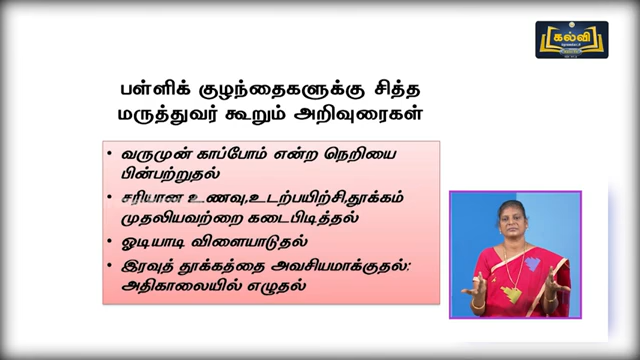 கல்வி
பள்ளிக் குழந்தைகளுக்கு சித்த
மருத்துவர் கூறும் அறிவுரைகள்
• வருமுன் காப்போம் என்ற நெறியை
பின்பற்றுதல்
• சரியான உணவு,உடற்பயிற்சி,தூக்கம்
முதலியவற்றை கடைபிடித்தல்
• ஓடியாடி விளையாடுதல்
• இரவுத் தூக்கத்தை அவசியமாக்குதல்:
அதிகாலையில் எழுதல்